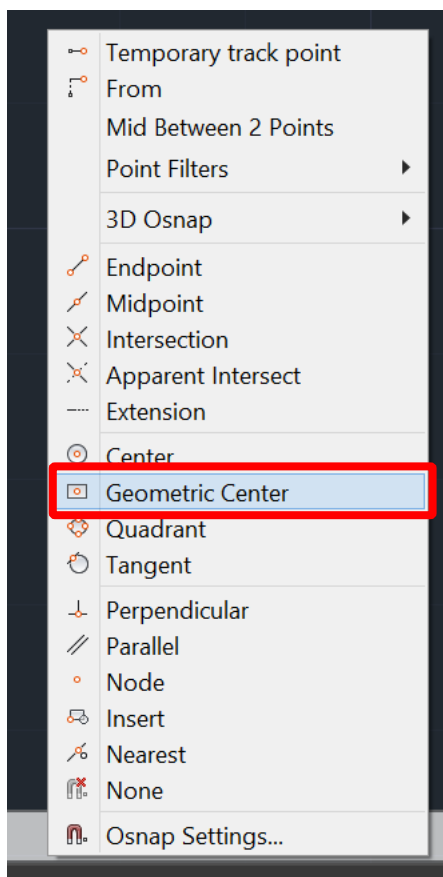 Temporary track point
From
Mid Between 2 Points
Point Filters
3D Osnap
Endpoint
Midpoint
Intersection
Apparent Intersect
Extension
Center
Geometric Center
Quadrant
Tangent
Perpendicular
Parallel
Node
Insert
Nearest
None
Osnap Settings...